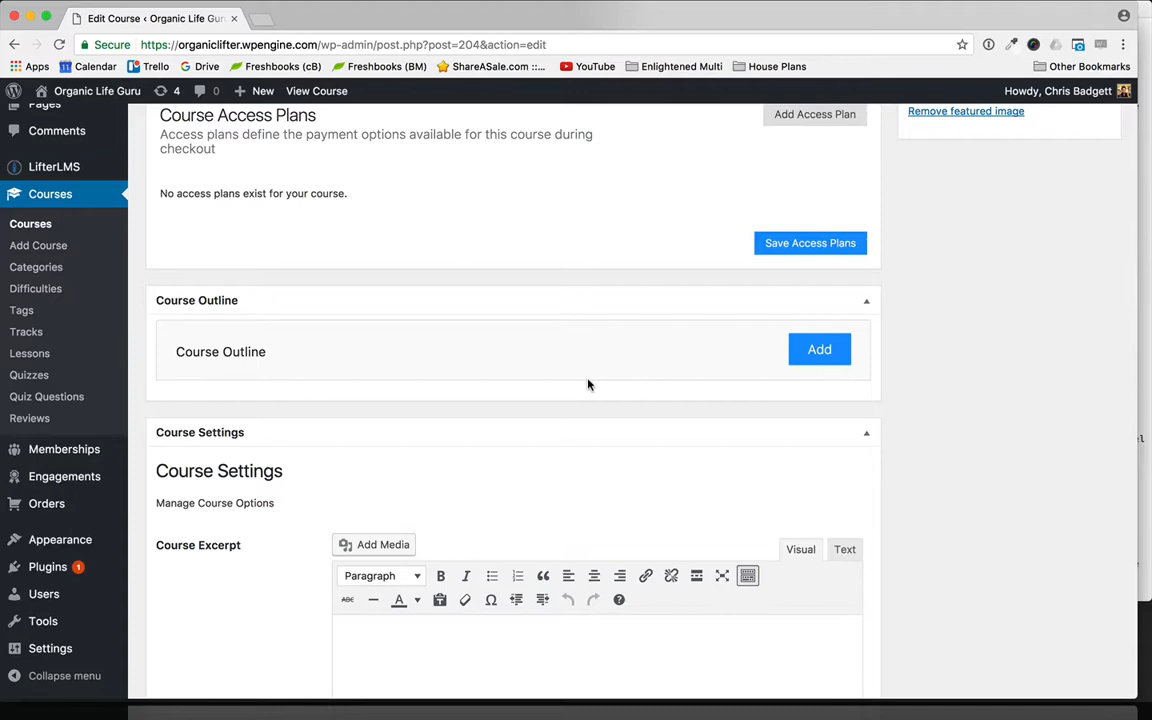 Edit Course ‹ Organic Life Gur
Secure https://organiclifter.wpengine.com/wp-admin/post.php?post=204&action=edit
Apps Calendar Trello Drive Freshbooks (cB) Freshbooks (BM) ShareASale.com ::... YouTube Enlightened Multi House Plans Other Bookmarks
Organic Life Guru 4 0 New View Course Howdy, Chris Badgett
Pages
Comments
LifterLMS
Courses
Courses
Add Course
Categories
Difficulties
Tags
Tracks
Lessons
Quizzes
Quiz Questions
Reviews
Memberships
Engagements
Orders
Appearance
Plugins 1
Users
Tools
Settings
Collapse menu
Course Access Plans
Add Access Plan
Access plans define the payment options available for this course during
checkout
No access plans exist for your course.
Save Access Plans
Remove featured image
Course Outline
Course Outline
Add
Course Settings
Course Settings
Manage Course Options
Course Excerpt
Add Media
Visual Text
Paragraph B I
ABC A